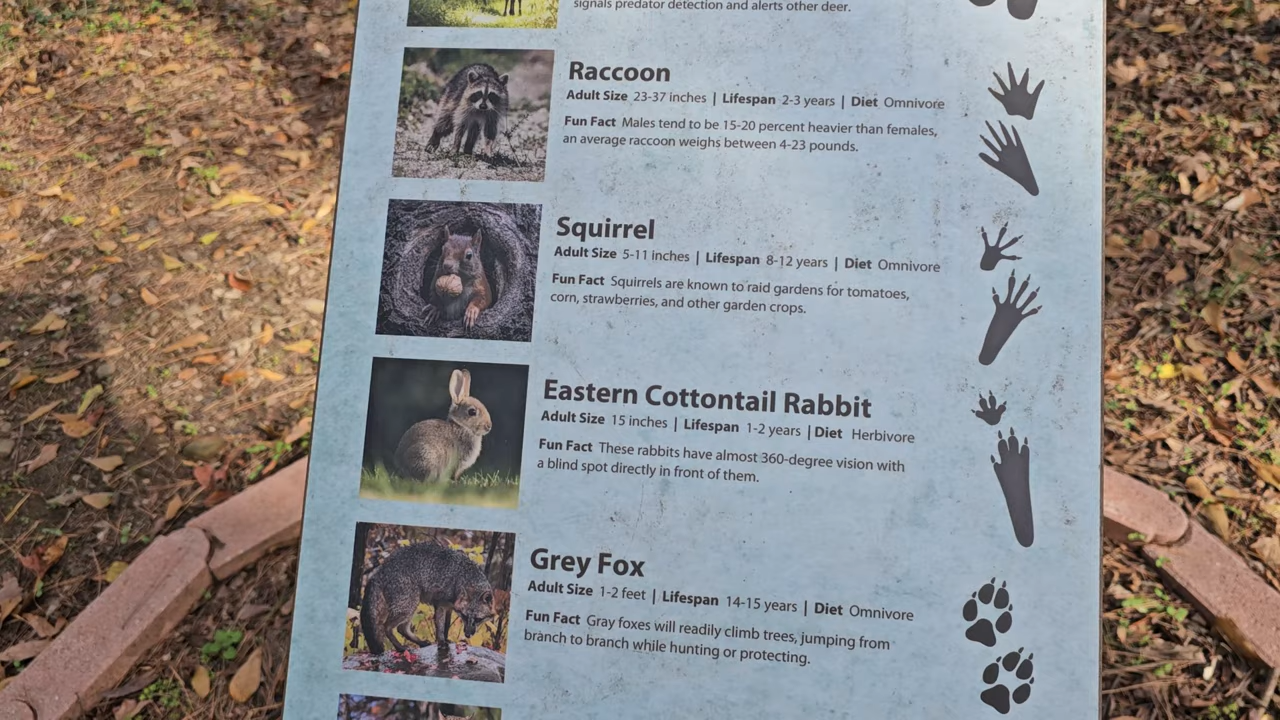 signals predator detection and alerts other deer.
Raccoon
Adult Size 23-37 inches | Lifespan 2-3 years | Diet Omnivore
Fun Fact Males tend to be 15-20 percent heavier than females,
an average raccoon weighs between 4-23 pounds.
Squirrel
Adult Size 5-11 inches | Lifespan 8-12 years | Diet Omnivore
Fun Fact Squirrels are known to raid gardens for tomatoes,
corn, strawberries, and other garden crops.
Eastern Cottontail Rabbit
Adult Size 15 inches | Lifespan 1-2 years | Diet Herbivore
Fun Fact These rabbits have almost 360-degree vision with
a blind spot directly in front of them.
Grey Fox
Adult Size 1-2 feet | Lifespan 14-15 years | Diet Omnivore
Fun Fact Gray foxes will readily climb trees, jumping from
branch to branch while hunting or protecting.